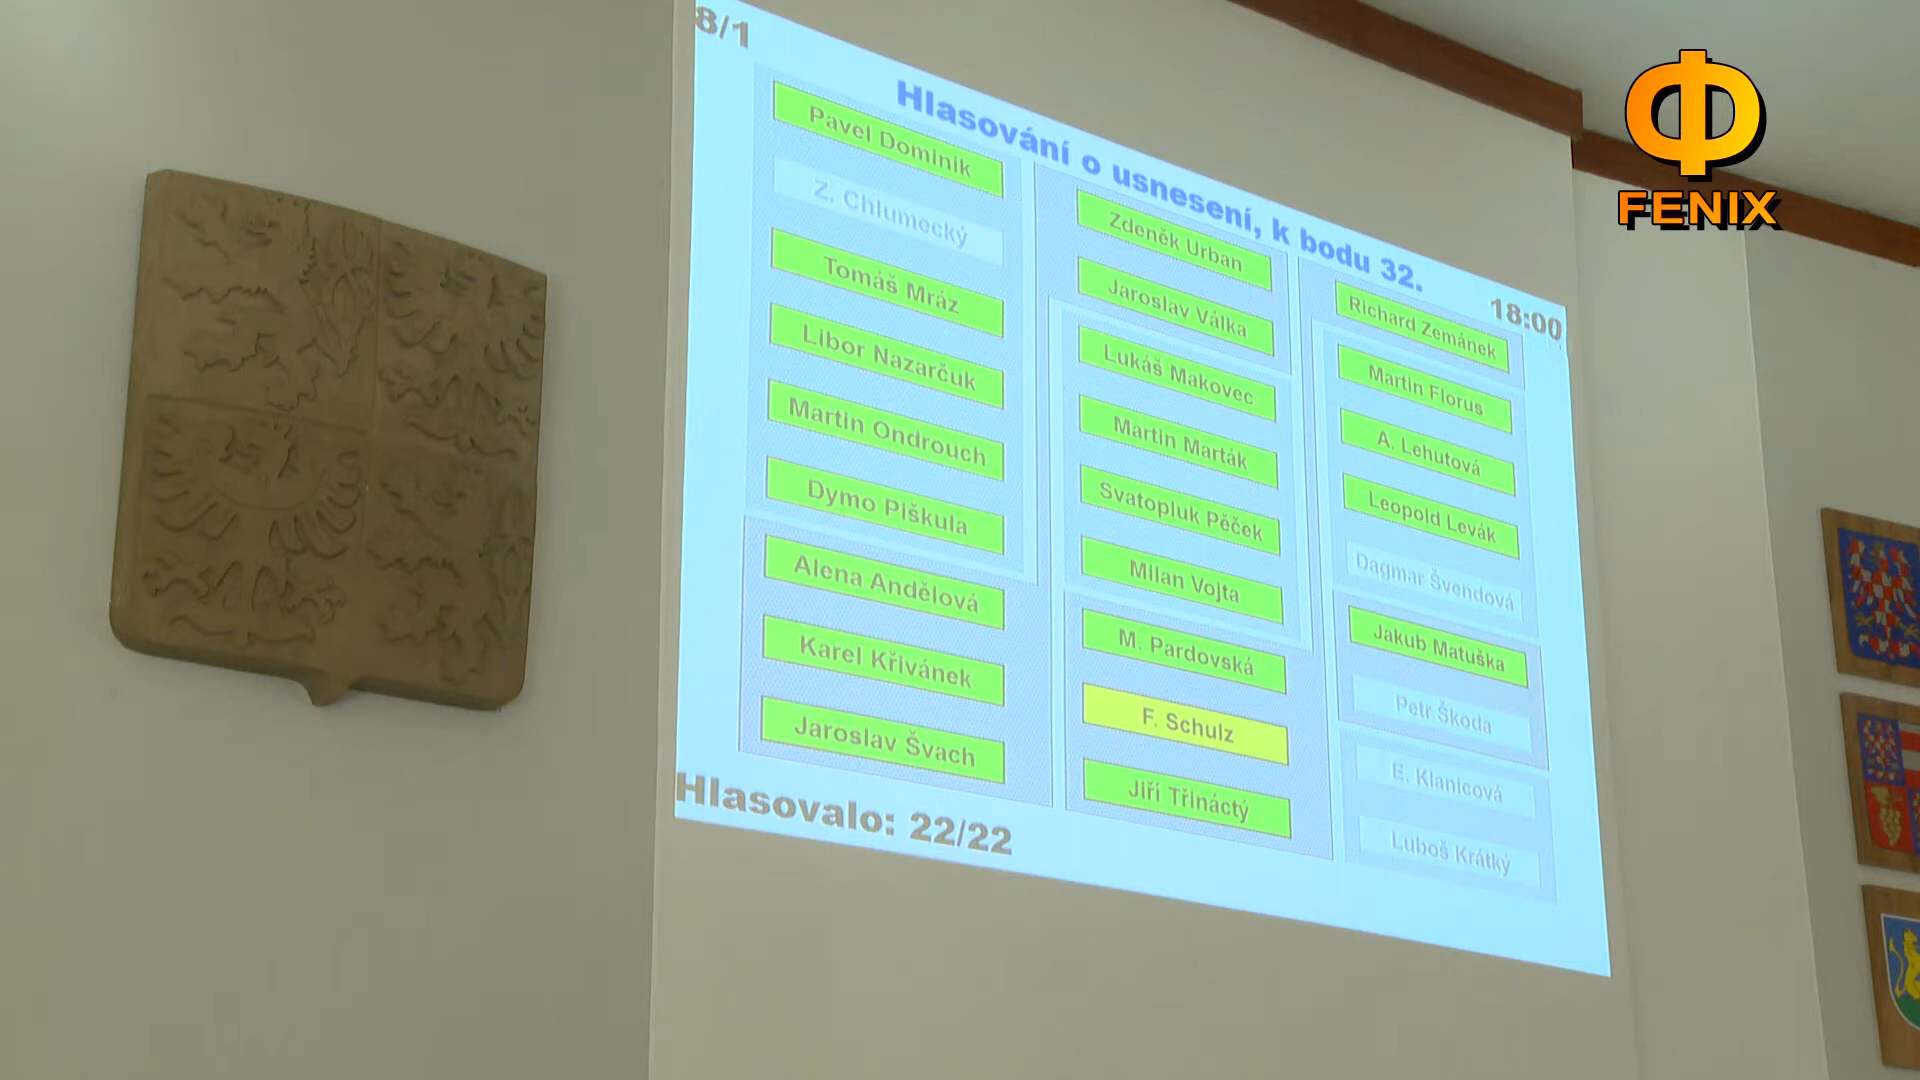 8/1
Hlasování o usnesení, k bodu 32.
18:00
Pavel Dominik
Z. Chlumecký
Tomáš Mráz
Libor Nazarčuk
Martin Ondrouch
Dymo Piškula
Alena Andělová
Karel Křivánek
Jaroslav Švach
Zdeněk Urban
Jaroslav Válka
Lukáš Makovec
Martin Marták
Svatopluk Pěček
Milan Vojta
M. Pardovská
F. Schulz
Jiří Třináctý
Richard Zemánek
Martin Florus
A. Lehutová
Leopold Levák
Dagmar Švendová
Jakub Matuška
Petr Škoda
E. Klanicová
Luboš Krátký
Hlasovalo: 22/22
FENIX